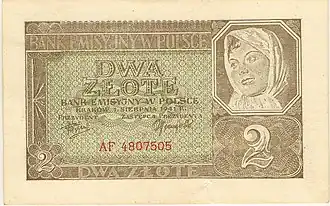 BANK EMISYJNY W POLSCE
DWA
ZŁOTE
BANK EMISYJNY W POLSCE
KRAKÓW 1 SIERPNIA 1941 R.
PREZYDENT ZASTĘPCA PREZYDENTA
AF 4807505
2
2
DWA ZŁOTE